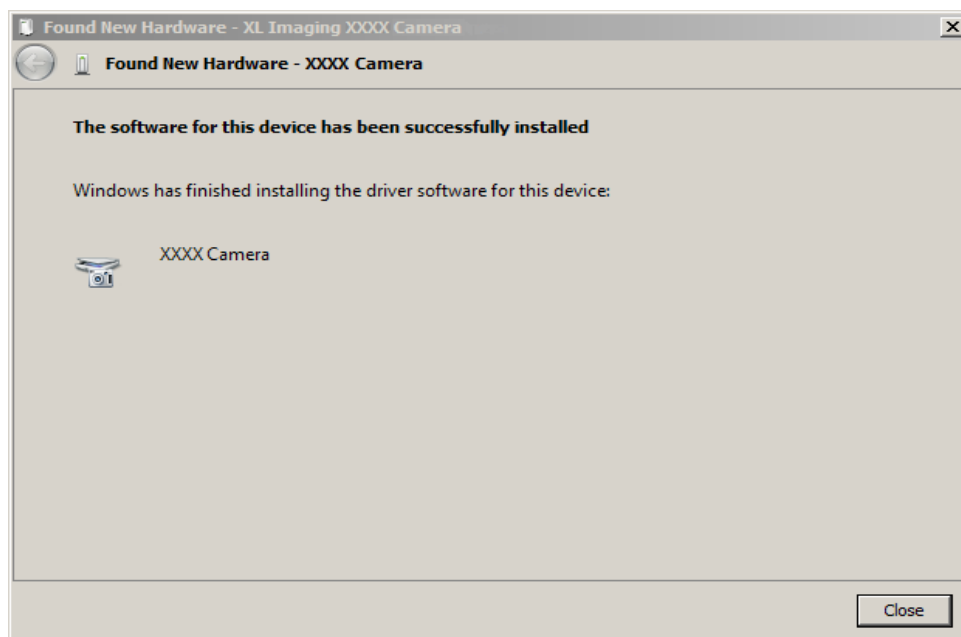 Found New Hardware - XL Imaging XXXX Camera
Found New Hardware - XXXX Camera
The software for this device has been successfully installed
Windows has finished installing the driver software for this device:
XXXX Camera
Close